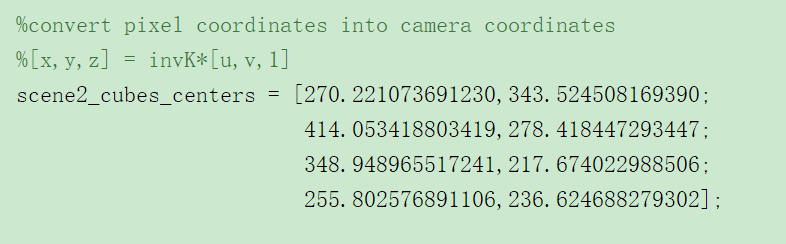 %convert pixel coordinates into camera coordinates
%[x,y,z] = invK*[u,v,1]
scene2_cubes_centers = [270.221073691230,343.524508169390;
414.053418803419,278.418447293447;
348.948965517241,217.674022988506;
255.802576891106,236.624688279302];